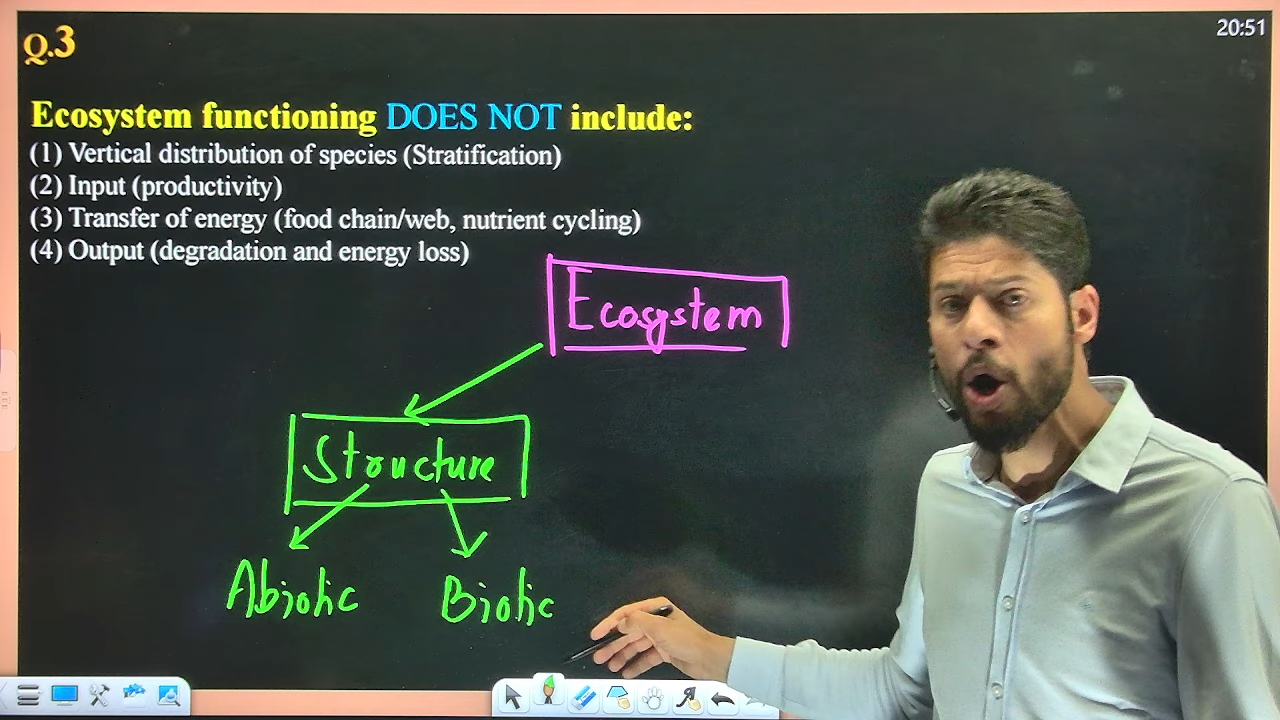 20:51
Q.3
Ecosystem functioning DOES NOT include:
(1) Vertical distribution of species (Stratification)
(2) Input (productivity)
(3) Transfer of energy (food chain/web, nutrient cycling)
(4) Output (degradation and energy loss)
Ecosystem
Structure
Abiotic Biotic